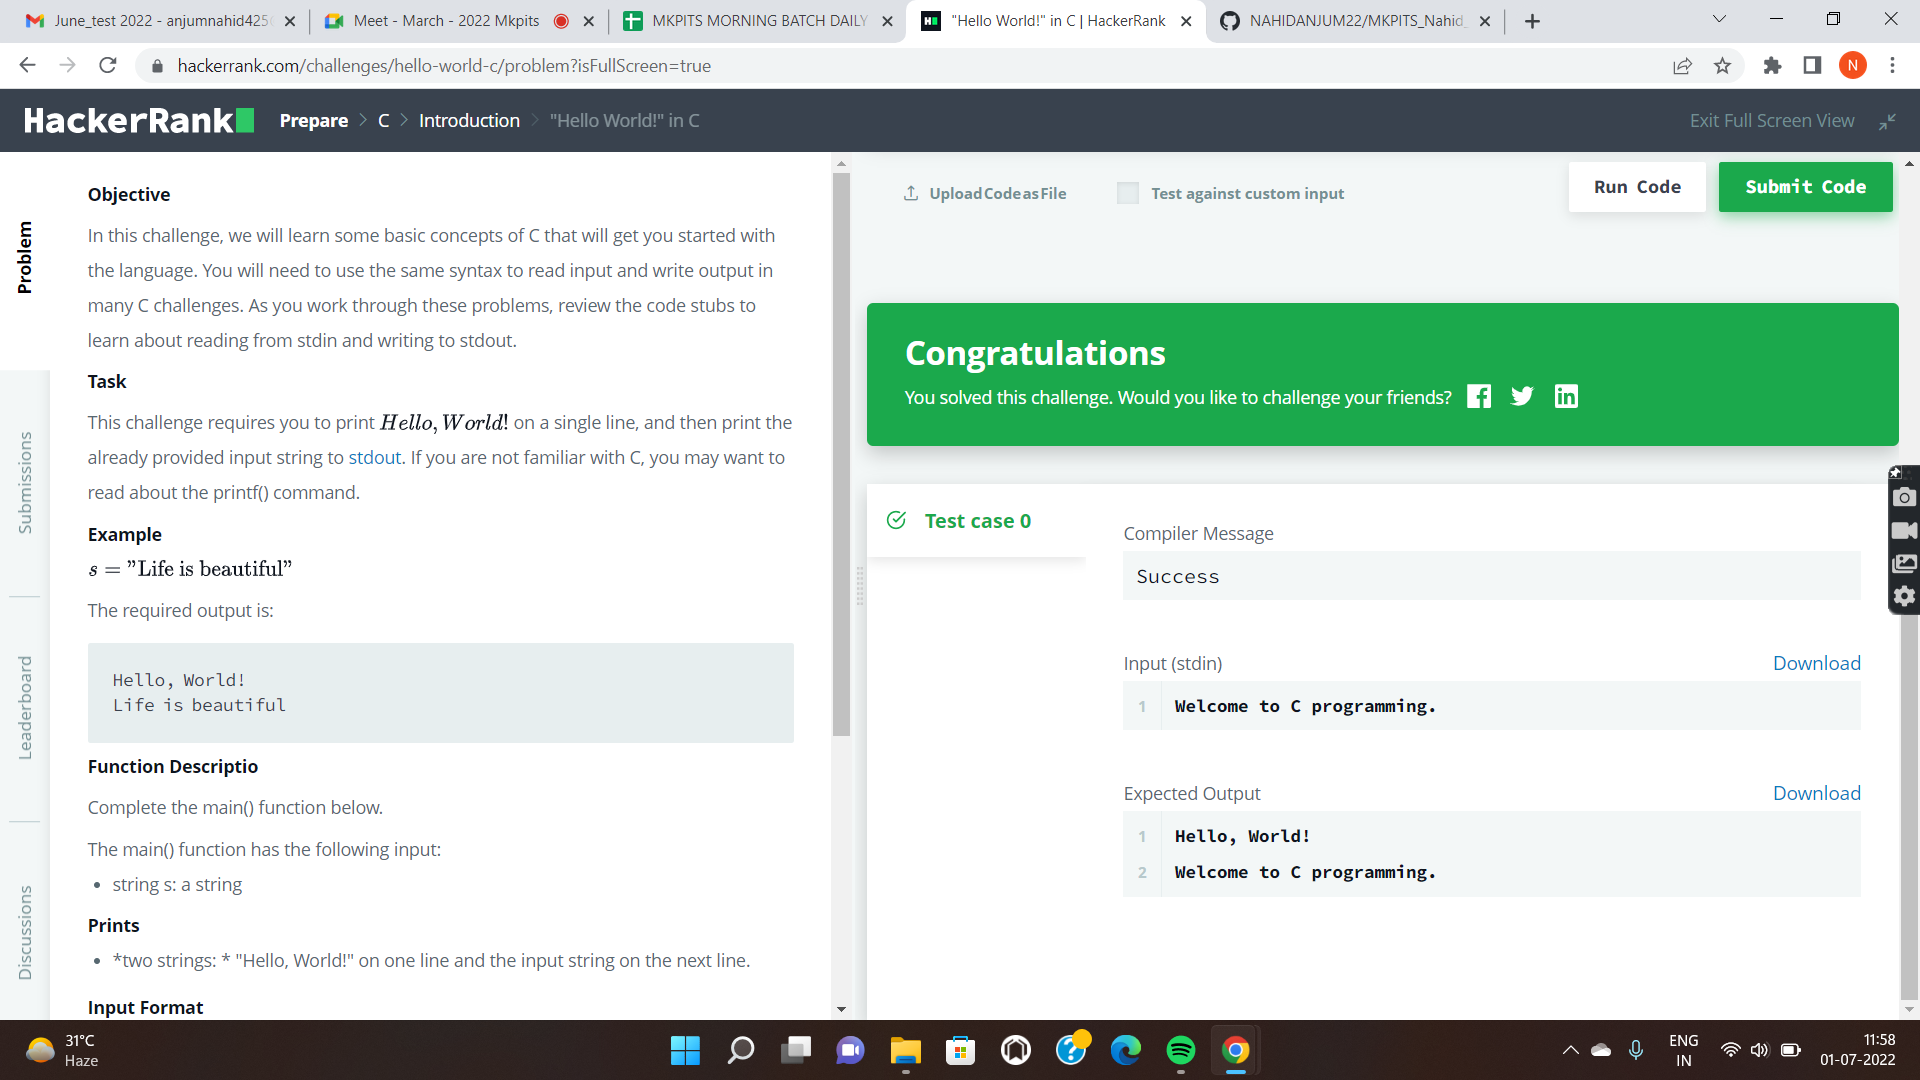 June_test 2022 - anjumnahid425
Meet - March - 2022 Mkpits
MKPITS MORNING BATCH DAILY
"Hello World!" in C | HackerRank
NAHIDANJUM22/MKPITS_Nahid_
hackerrank.com/challenges/hello-world-c/problem?isFullScreen=true
N
HackerRank
Prepare > C > Introduction > "Hello World!" in C
Exit Full Screen View
Problem
Submissions
Leaderboard
Discussions
Objective
In this challenge, we will learn some basic concepts of C that will get you started with
the language. You will need to use the same syntax to read input and write output in
many C challenges. As you work through these problems, review the code stubs to
learn about reading from stdin and writing to stdout.
Task
This challenge requires you to print Hello, World! on a single line, and then print the
already provided input string to stdout. If you are not familiar with C, you may want to
read about the printf() command.
Example
s = ”Life is beautiful”
The required output is:
Hello, World!
Life is beautiful
Function Descriptio
Complete the main() function below.
The main() function has the following input:
• string s: a string
Prints
• *two strings: * "Hello, World!" on one line and the input string on the next line.
Input Format
Upload Code as File
Test against custom input
Run Code
Submit Code
Congratulations
You solved this challenge. Would you like to challenge your friends?
Test case 0
Compiler Message
Success
Input (stdin)
Download
1 Welcome to C programming.
Expected Output
Download
1 Hello, World!
2 Welcome to C programming.
31°C
Haze
ENG
IN
11:58
01-07-2022